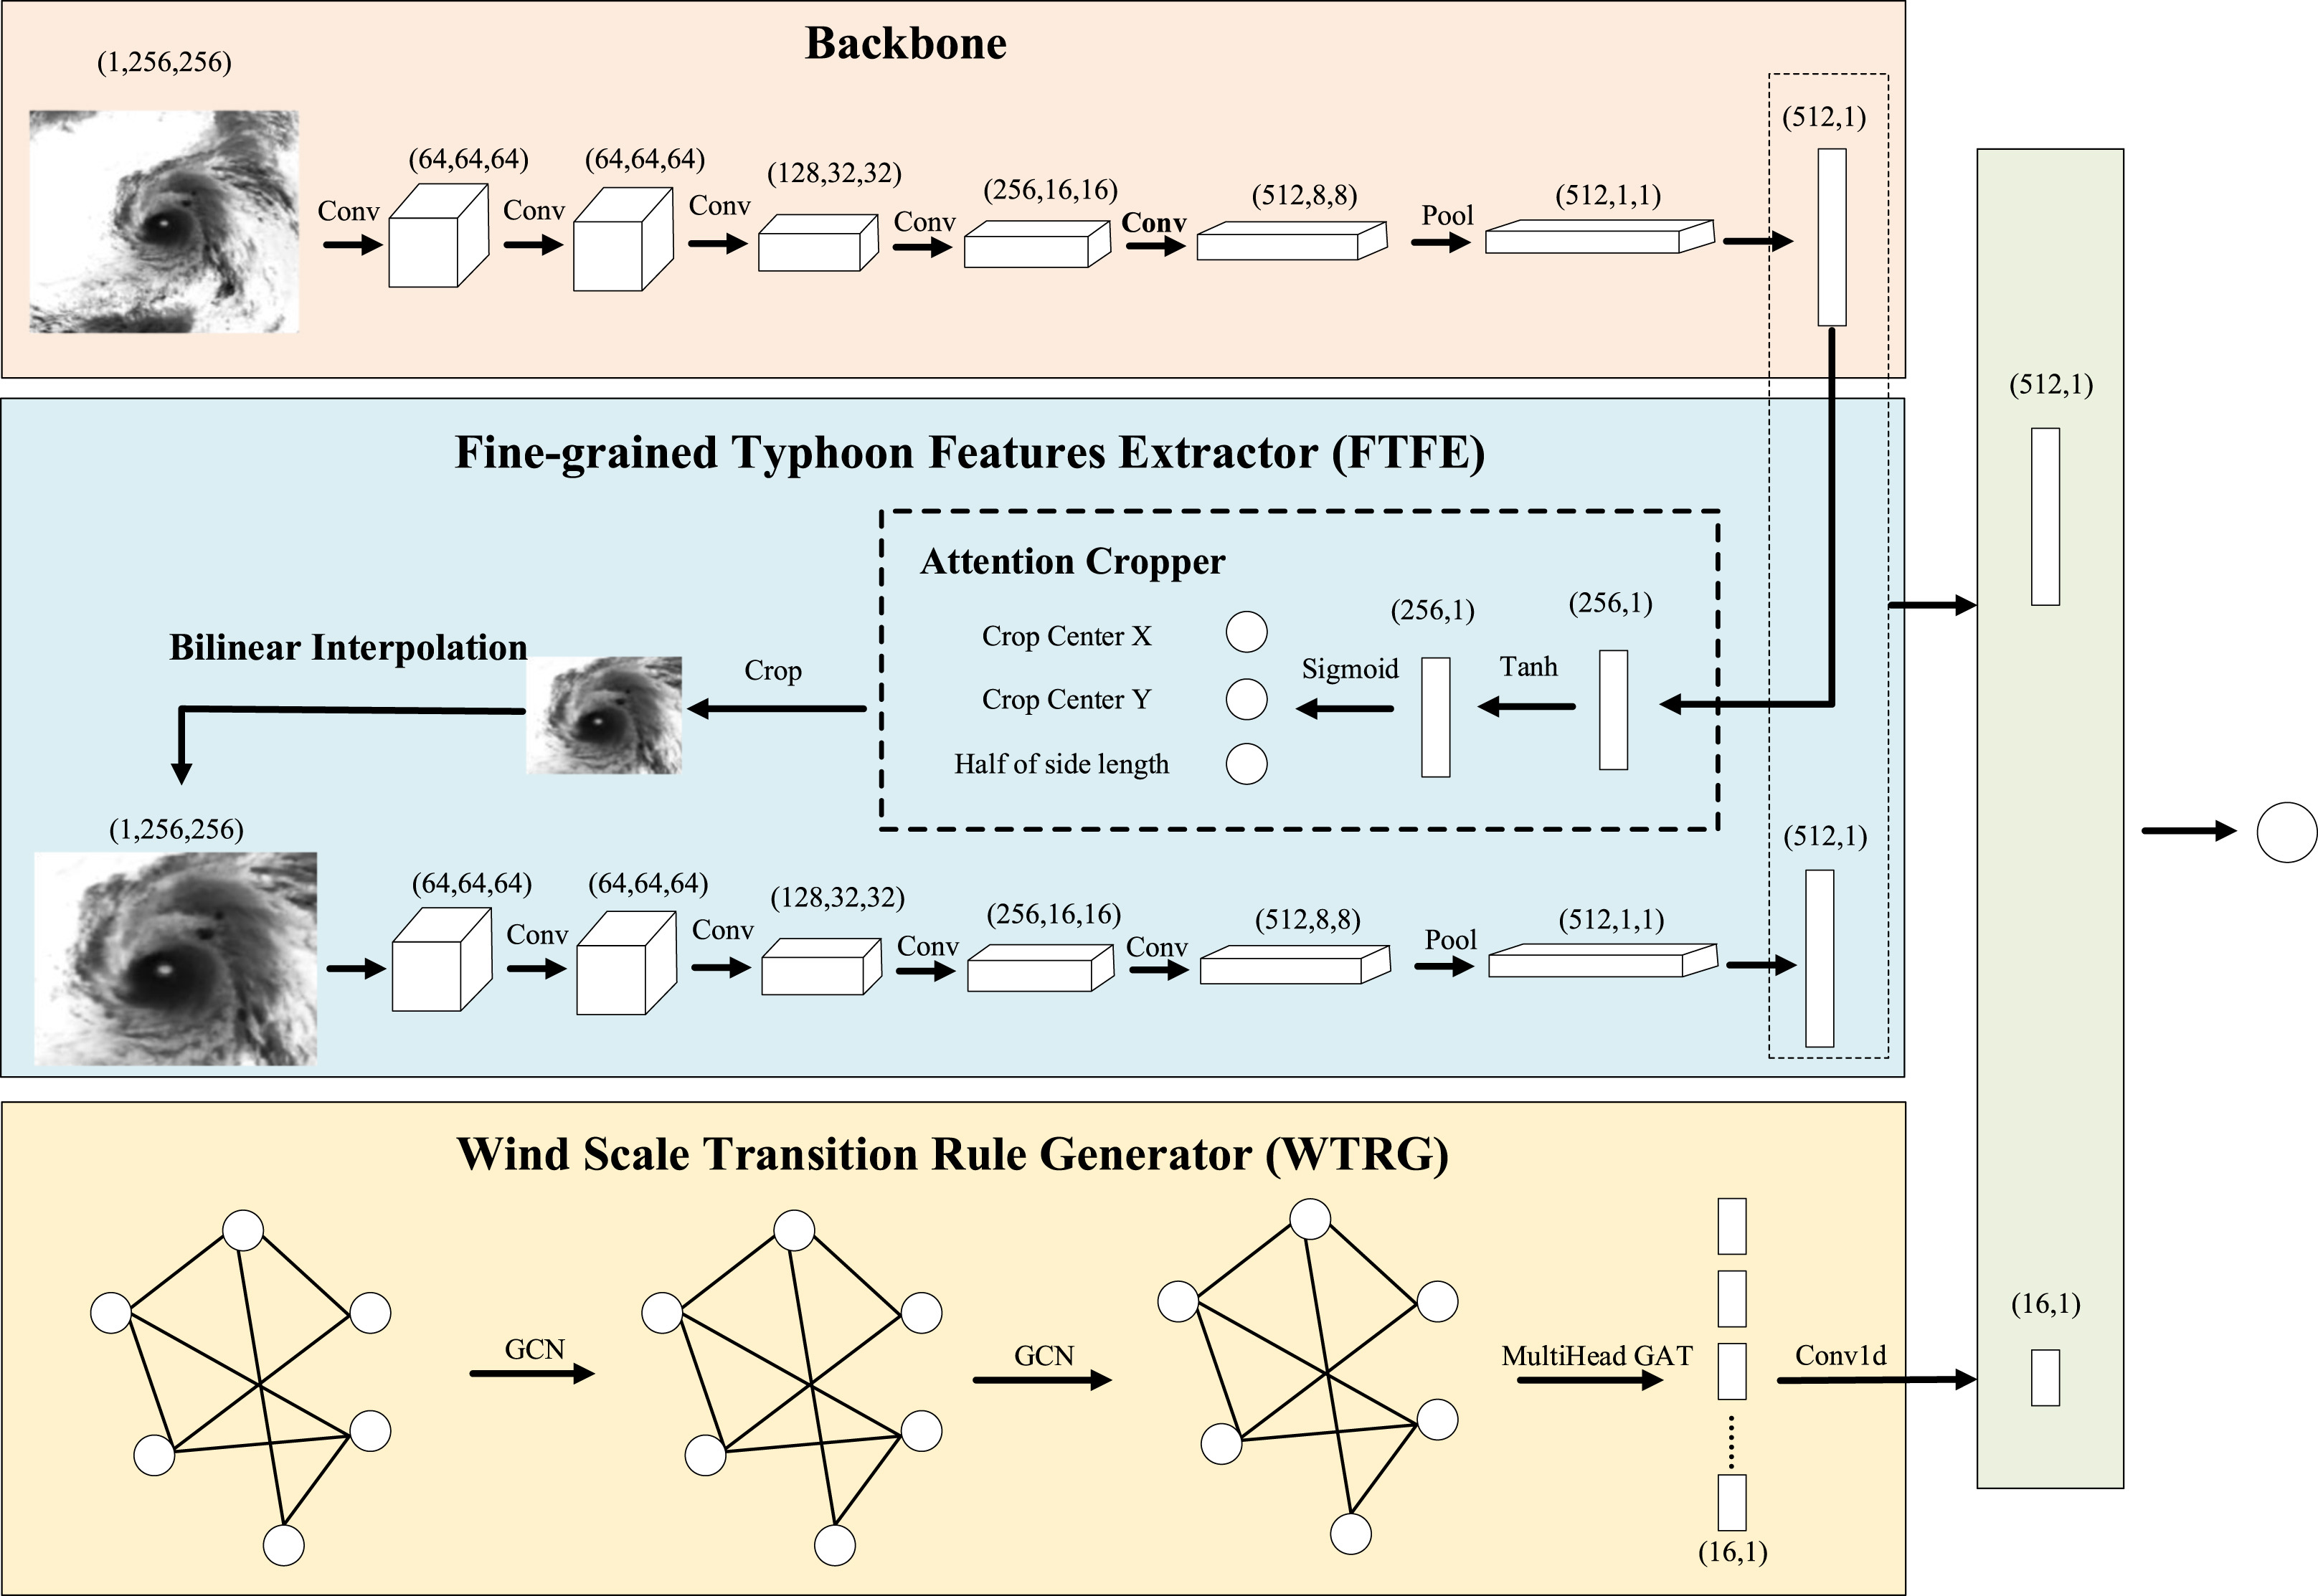 Backbone
(1,256,256)
(512,1)
(64,64,64)
(64,64,64)
(128,32,32)
(256,16,16)
(512,8,8)
(512,1,1)
Conv
Conv
Conv
Conv
Conv
Pool
(512,1)
Fine-grained Typhoon Features Extractor (FTFE)
Attention Cropper
Crop Center X
Crop Center Y
Half of side length
(256,1)
(256,1)
Sigmoid
Tanh
Bilinear Interpolation
Crop
(1,256,256)
(512,1)
(64,64,64)
(64,64,64)
(128,32,32)
(256,16,16)
(512,8,8)
(512,1,1)
Conv
Conv
Conv
Conv
Pool
Wind Scale Transition Rule Generator (WTRG)
GCN
GCN
MultiHead GAT
Conv1d
(16,1)
(16,1)